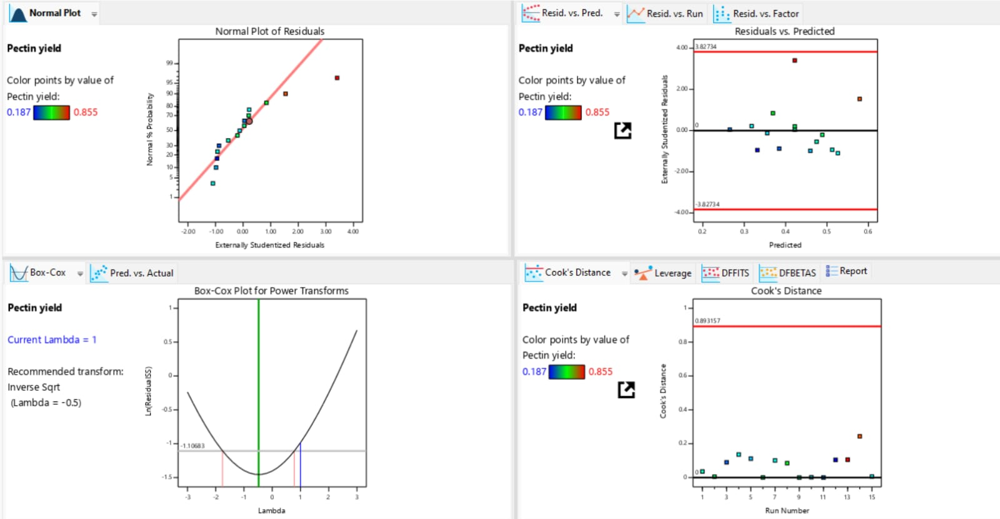 Normal Plot
Normal Plot of Residuals
Pectin yield
Color points by value of
Pectin yield:
0.187 0.855
Normal % Probability
99
95
90
80
70
50
30
20
10
5
1
-2.00 -1.00 0.00 1.00 2.00 3.00 4.00
Externally Studentized Residuals
Resid. vs. Pred. Resid. vs. Run Resid. vs. Factor
Residuals vs. Predicted
Pectin yield
Color points by value of
Pectin yield:
0.187 0.855
Externally Studentized Residuals
4.00
3.82734
2.00
0
0.00
-2.00
-3.82734
-4.00
0.2 0.3 0.4 0.5 0.6
Predicted
Box-Cox Pred. vs. Actual
Box-Cox Plot for Power Transforms
Pectin yield
Current Lambda = 1
Recommended transform:
Inverse Sqrt
(Lambda = -0.5)
Ln(ResidualSS)
1
0.5
0
-0.5
-1
-1.10683
-1.5
-3 -2 -1 0 1 2 3
Lambda
Cook's Distance Leverage DFFITS DFBETAS Report
Cook's Distance
Pectin yield
Color points by value of
Pectin yield:
0.187 0.855
Cook's Distance
1
0.893157
0.8
0.6
0.4
0.2
0
0
1 3 5 7 9 11 13 15
Run Number